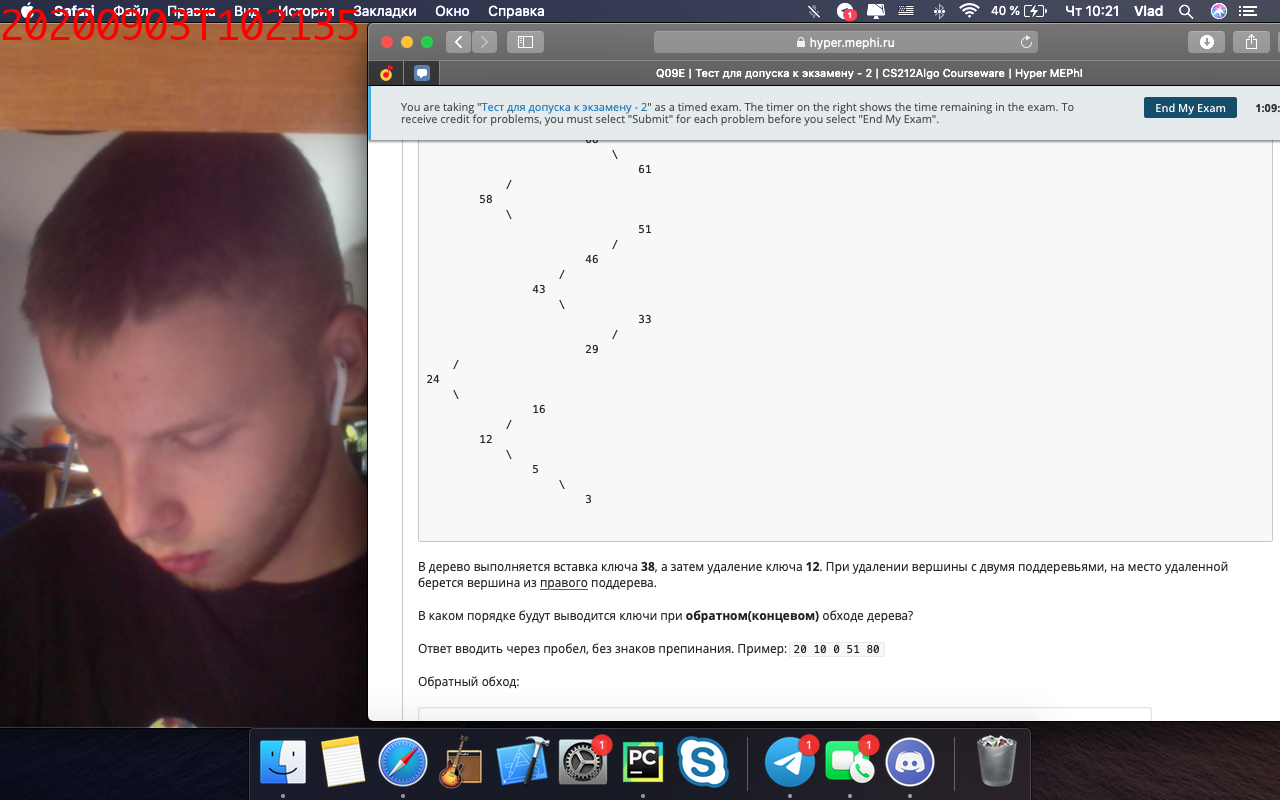 20200903T102135
Safari Файл Правка Вид История Закладки Окно Справка 1 40 % Чт 10:21 Vlad
hyper.mephi.ru
Q09E | Тест для допуска к экзамену - 2 | CS212Algo Courseware | Hyper MEPhI
You are taking "Тест для допуска к экзамену - 2" as a timed exam. The timer on the right shows the time remaining in the exam. To
receive credit for problems, you must select "Submit" for each problem before you select "End My Exam".
End My Exam
1:09:
\
61
/
58
\
51
/
46
/
43
\
33
/
29
/
24
\
16
/
12
\
5
\
3
В дерево выполняется вставка ключа 38, а затем удаление ключа 12. При удалении вершины с двумя поддеревьями, на место удаленной
берется вершина из правого поддерева.
В каком порядке будут выводится ключи при обратном(концевом) обходе дерева?
Ответ вводить через пробел, без знаков препинания. Пример: 20 10 0 51 80
Обратный обход:
1
PC
S
1
1